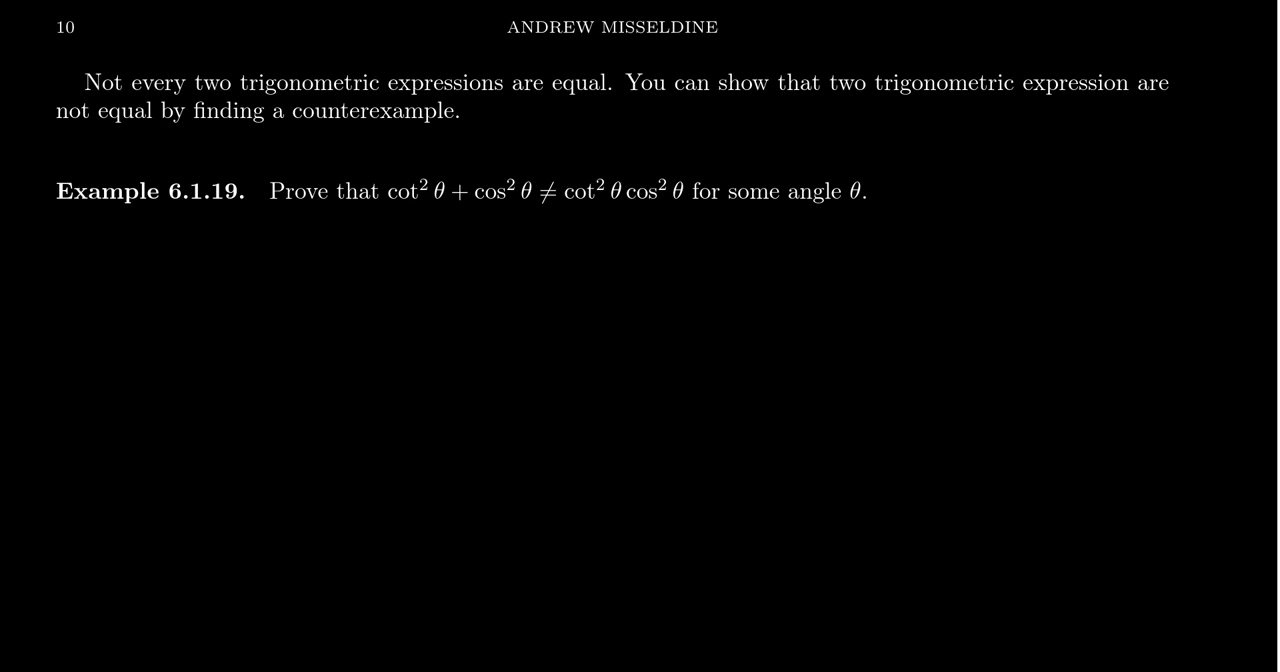 10
ANDREW MISSELDINE
Not every two trigonometric expressions are equal. You can show that two trigonometric expression are
not equal by finding a counterexample.
Example 6.1.19. Prove that cot² θ + cos² θ ≠ cot² θ cos² θ for some angle θ.